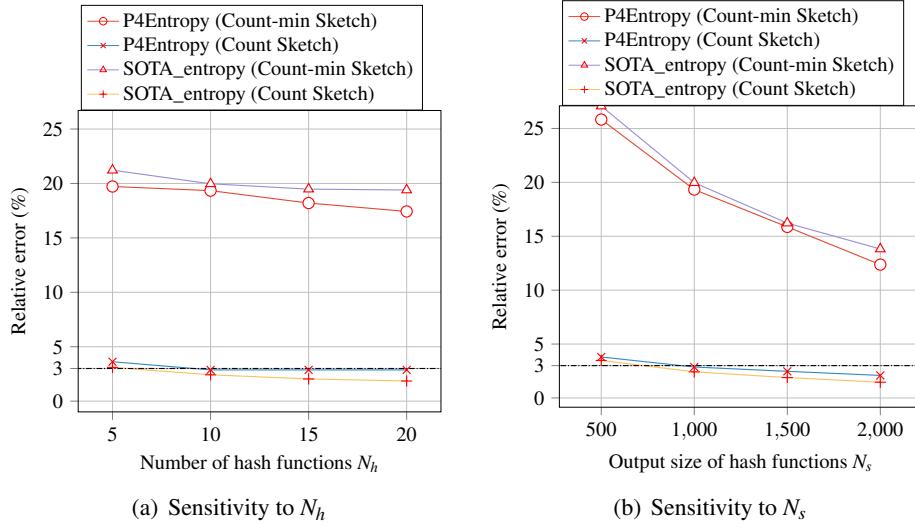 P4Entropy (Count-min Sketch)
P4Entropy (Count Sketch)
SOTA_entropy (Count-min Sketch)
SOTA_entropy (Count Sketch)
25
20
15
10
5
3
0
Relative error (%)
5
10
15
20
Number of hash functions N_h
(a) Sensitivity to N_h
P4Entropy (Count-min Sketch)
P4Entropy (Count Sketch)
SOTA_entropy (Count-min Sketch)
SOTA_entropy (Count Sketch)
25
20
15
10
5
3
0
Relative error (%)
500
1,000
1,500
2,000
Output size of hash functions N_s
(b) Sensitivity to N_s